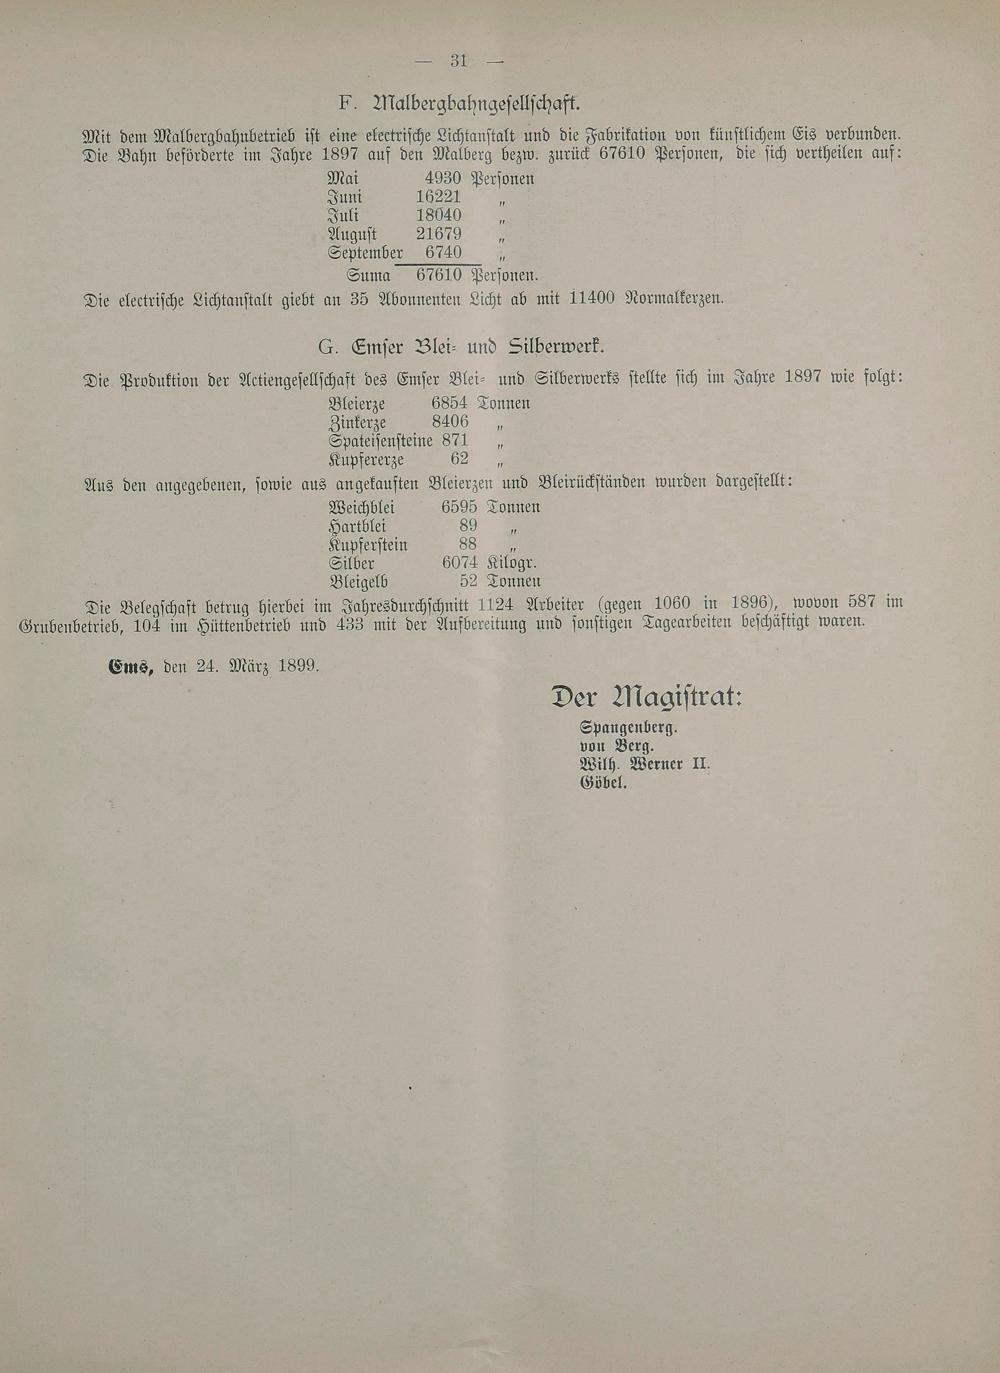 — 31 —
F. Malbergbahngesellschaft.
Mit dem Malbergbahnbetrieb ist eine electrische Lichtanstalt und die Fabrikation von künstlichem Eis verbunden.
Die Bahn beförderte im Jahre 1897 auf den Malberg bezw. zurück 67610 Personen, die sich vertheilen auf:
Mai 4930 Personen
Juni 16221 „
Juli 18040 „
August 21679 „
September 6740 „
Suma 67610 Personen.
Die electrische Lichtanstalt giebt an 35 Abonnenten Licht ab mit 11400 Normalkerzen.
G. Emser Blei- und Silberwerk.
Die Produktion der Actiengesellschaft des Emser Blei- und Silberwerks stellte sich im Jahre 1897 wie folgt:
Bleierze 6854 Tonnen
Zinkerze 8406 „
Spateisensteine 871 „
Kupfererze 62 „
Aus den angegebenen, sowie aus angekauften Bleierzen und Bleirückständen wurden dargestellt:
Weichblei 6595 Tonnen
Hartblei 89 „
Kupferstein 88 „
Silber 6074 Kilogr.
Bleigelb 52 Tonnen
Die Belegschaft betrug hierbei im Jahresdurchschnitt 1124 Arbeiter (gegen 1060 in 1896), wovon 587 im
Grubenbetrieb, 104 im Hüttenbetrieb und 433 mit der Aufbereitung und sonstigen Tagearbeiten beschäftigt waren.
Ems, den 24. März 1899.
Der Magistrat:
Spangenberg.
von Berg.
Wilh. Werner II.
Göbel.